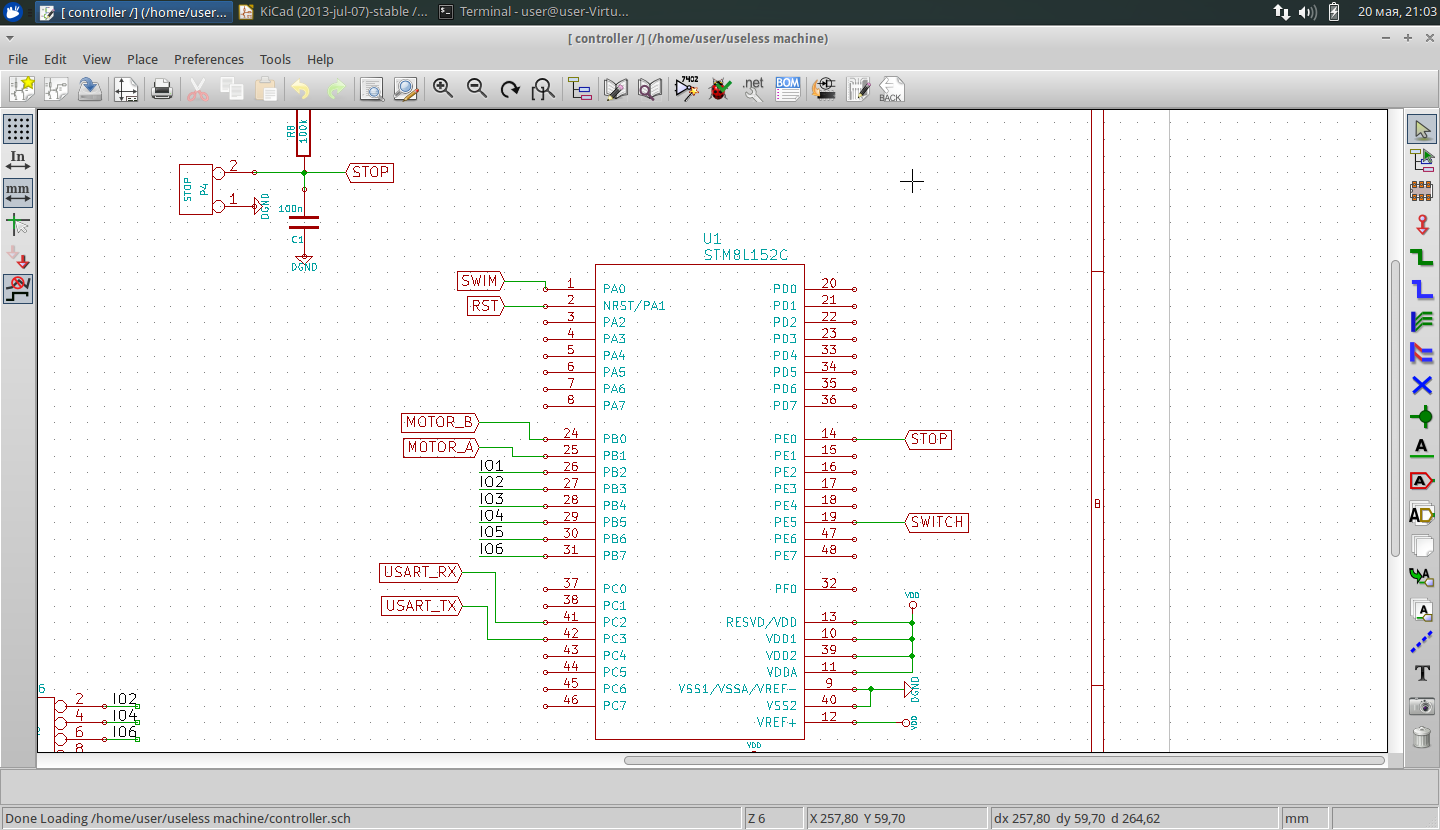 [ controller /] (/home/user...
KiCad (2013-jul-07)-stable /...
Terminal - user@user-Virtu...
20 мая, 21:03
[ controller /] (/home/user/useless machine)
File Edit View Place Preferences Tools Help
7402
.net
BOM
BACK
In
mm
R8
100k
STOP
P4
2
1
STOP
DGND
100n
C1
DGND
U1
STM8L152C
SWIM 1 PA0 PD0 20
RST 2 NRST/PA1 PD1 21
3 PA2 PD2 22
4 PA3 PD3 23
5 PA4 PD4 33
6 PA5 PD5 34
7 PA6 PD6 35
8 PA7 PD7 36
MOTOR_B 24 PB0 PE0 14 STOP
MOTOR_A 25 PB1 PE1 15
IO1 26 PB2 PE2 16
IO2 27 PB3 PE3 17
IO3 28 PB4 PE4 18
IO4 29 PB5 PE5 19 SWITCH
IO5 30 PB6 PE6 47
IO6 31 PB7 PE7 48
USART_RX 37 PC0 PF0 32
USART_TX 38 PC1
VDD
41 PC2 RESVD/VDD 13
42 PC3 VDD1 10
43 PC4 VDD2 39
44 PC5 VDDA 11
45 PC6 VSS1/VSSA/VREF- 9 DGND
46 PC7 VSS2 40
VREF+ 12 VDD
VDD
B
6
2 IO2
4 IO4
6 IO6
8
A
A
A
A
T
Done Loading /home/user/useless machine/controller.sch
Z 6
X 257,80 Y 59,70
dx 257,80 dy 59,70 d 264,62
mm